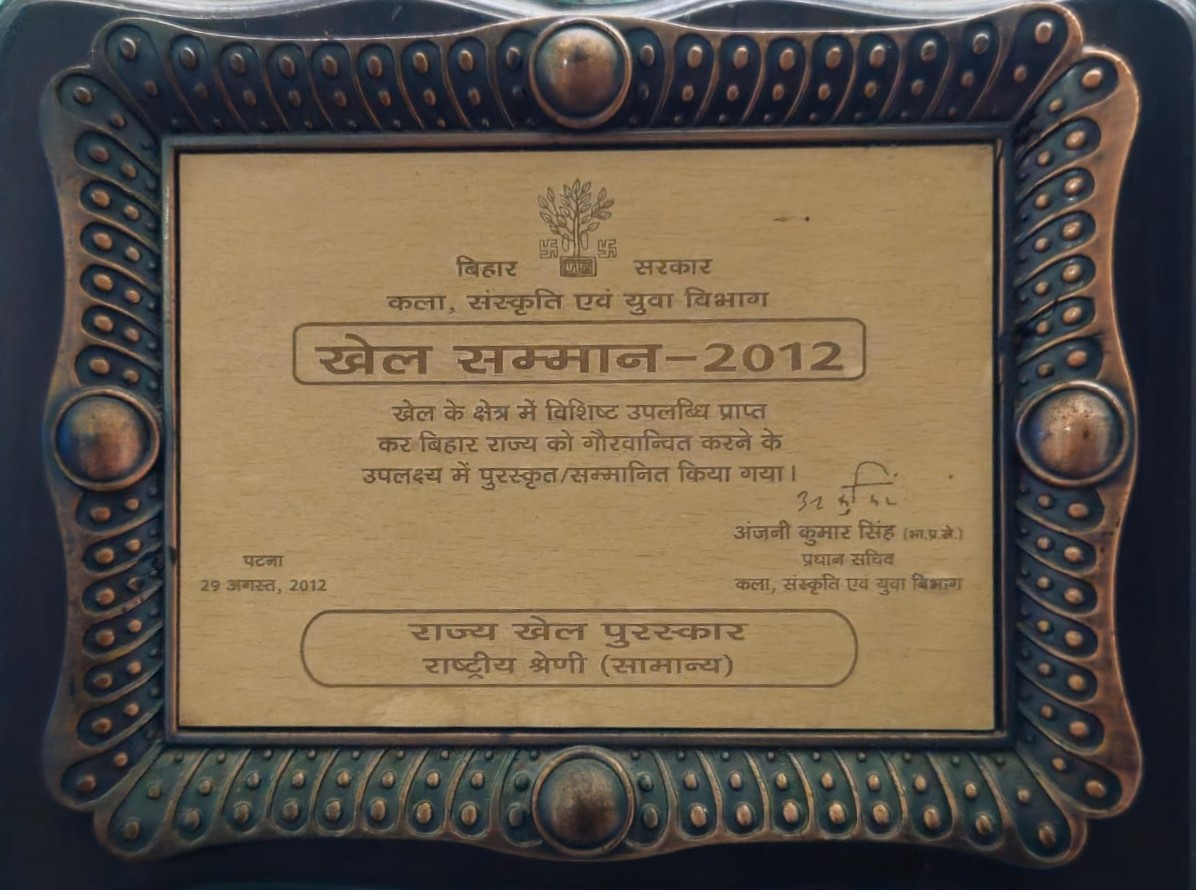 बिहार सरकार
कला, संस्कृति एवं युवा विभाग
खेल सम्मान–2012
खेल के क्षेत्र में विशिष्ट उपलब्धि प्राप्त
कर बिहार राज्य को गौरवान्वित करने के
उपलक्ष्य में पुरस्कृत/सम्मानित किया गया।
अंजनी कुमार सिंह (भा.प्र.से.)
प्रधान सचिव
कला, संस्कृति एवं युवा विभाग
पटना
29 अगस्त, 2012
राज्य खेल पुरस्कार
राष्ट्रीय श्रेणी (सामान्य)